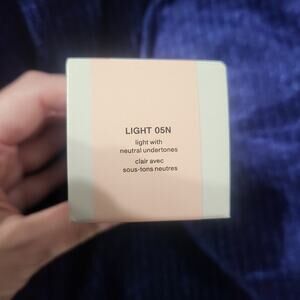 LIGHT 05N
light with
neutral undertones
clair avec
sous-tons neutres